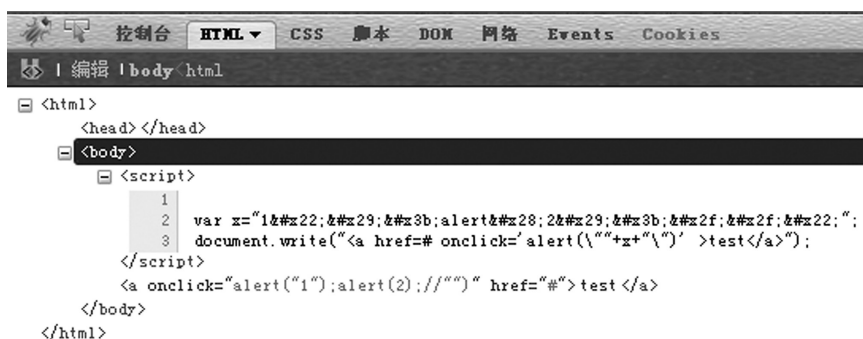 控制台 HTML CSS 脚本 DOM 网络 Events Cookies
编辑 body < html
<html>
<head></head>
<body>
<script>
1
2 var x="1&#x22;&#x29;&#x3b;alert&#x28;2&#x29;&#x3b;&#x2f;&#x2f;&#x22;";
3 document.write("<a href=# onclick='alert(\""+x+"\")' >test</a>");
</script>
<a onclick="alert("1");alert(2);//"")" href="#">test</a>
</body>
</html>